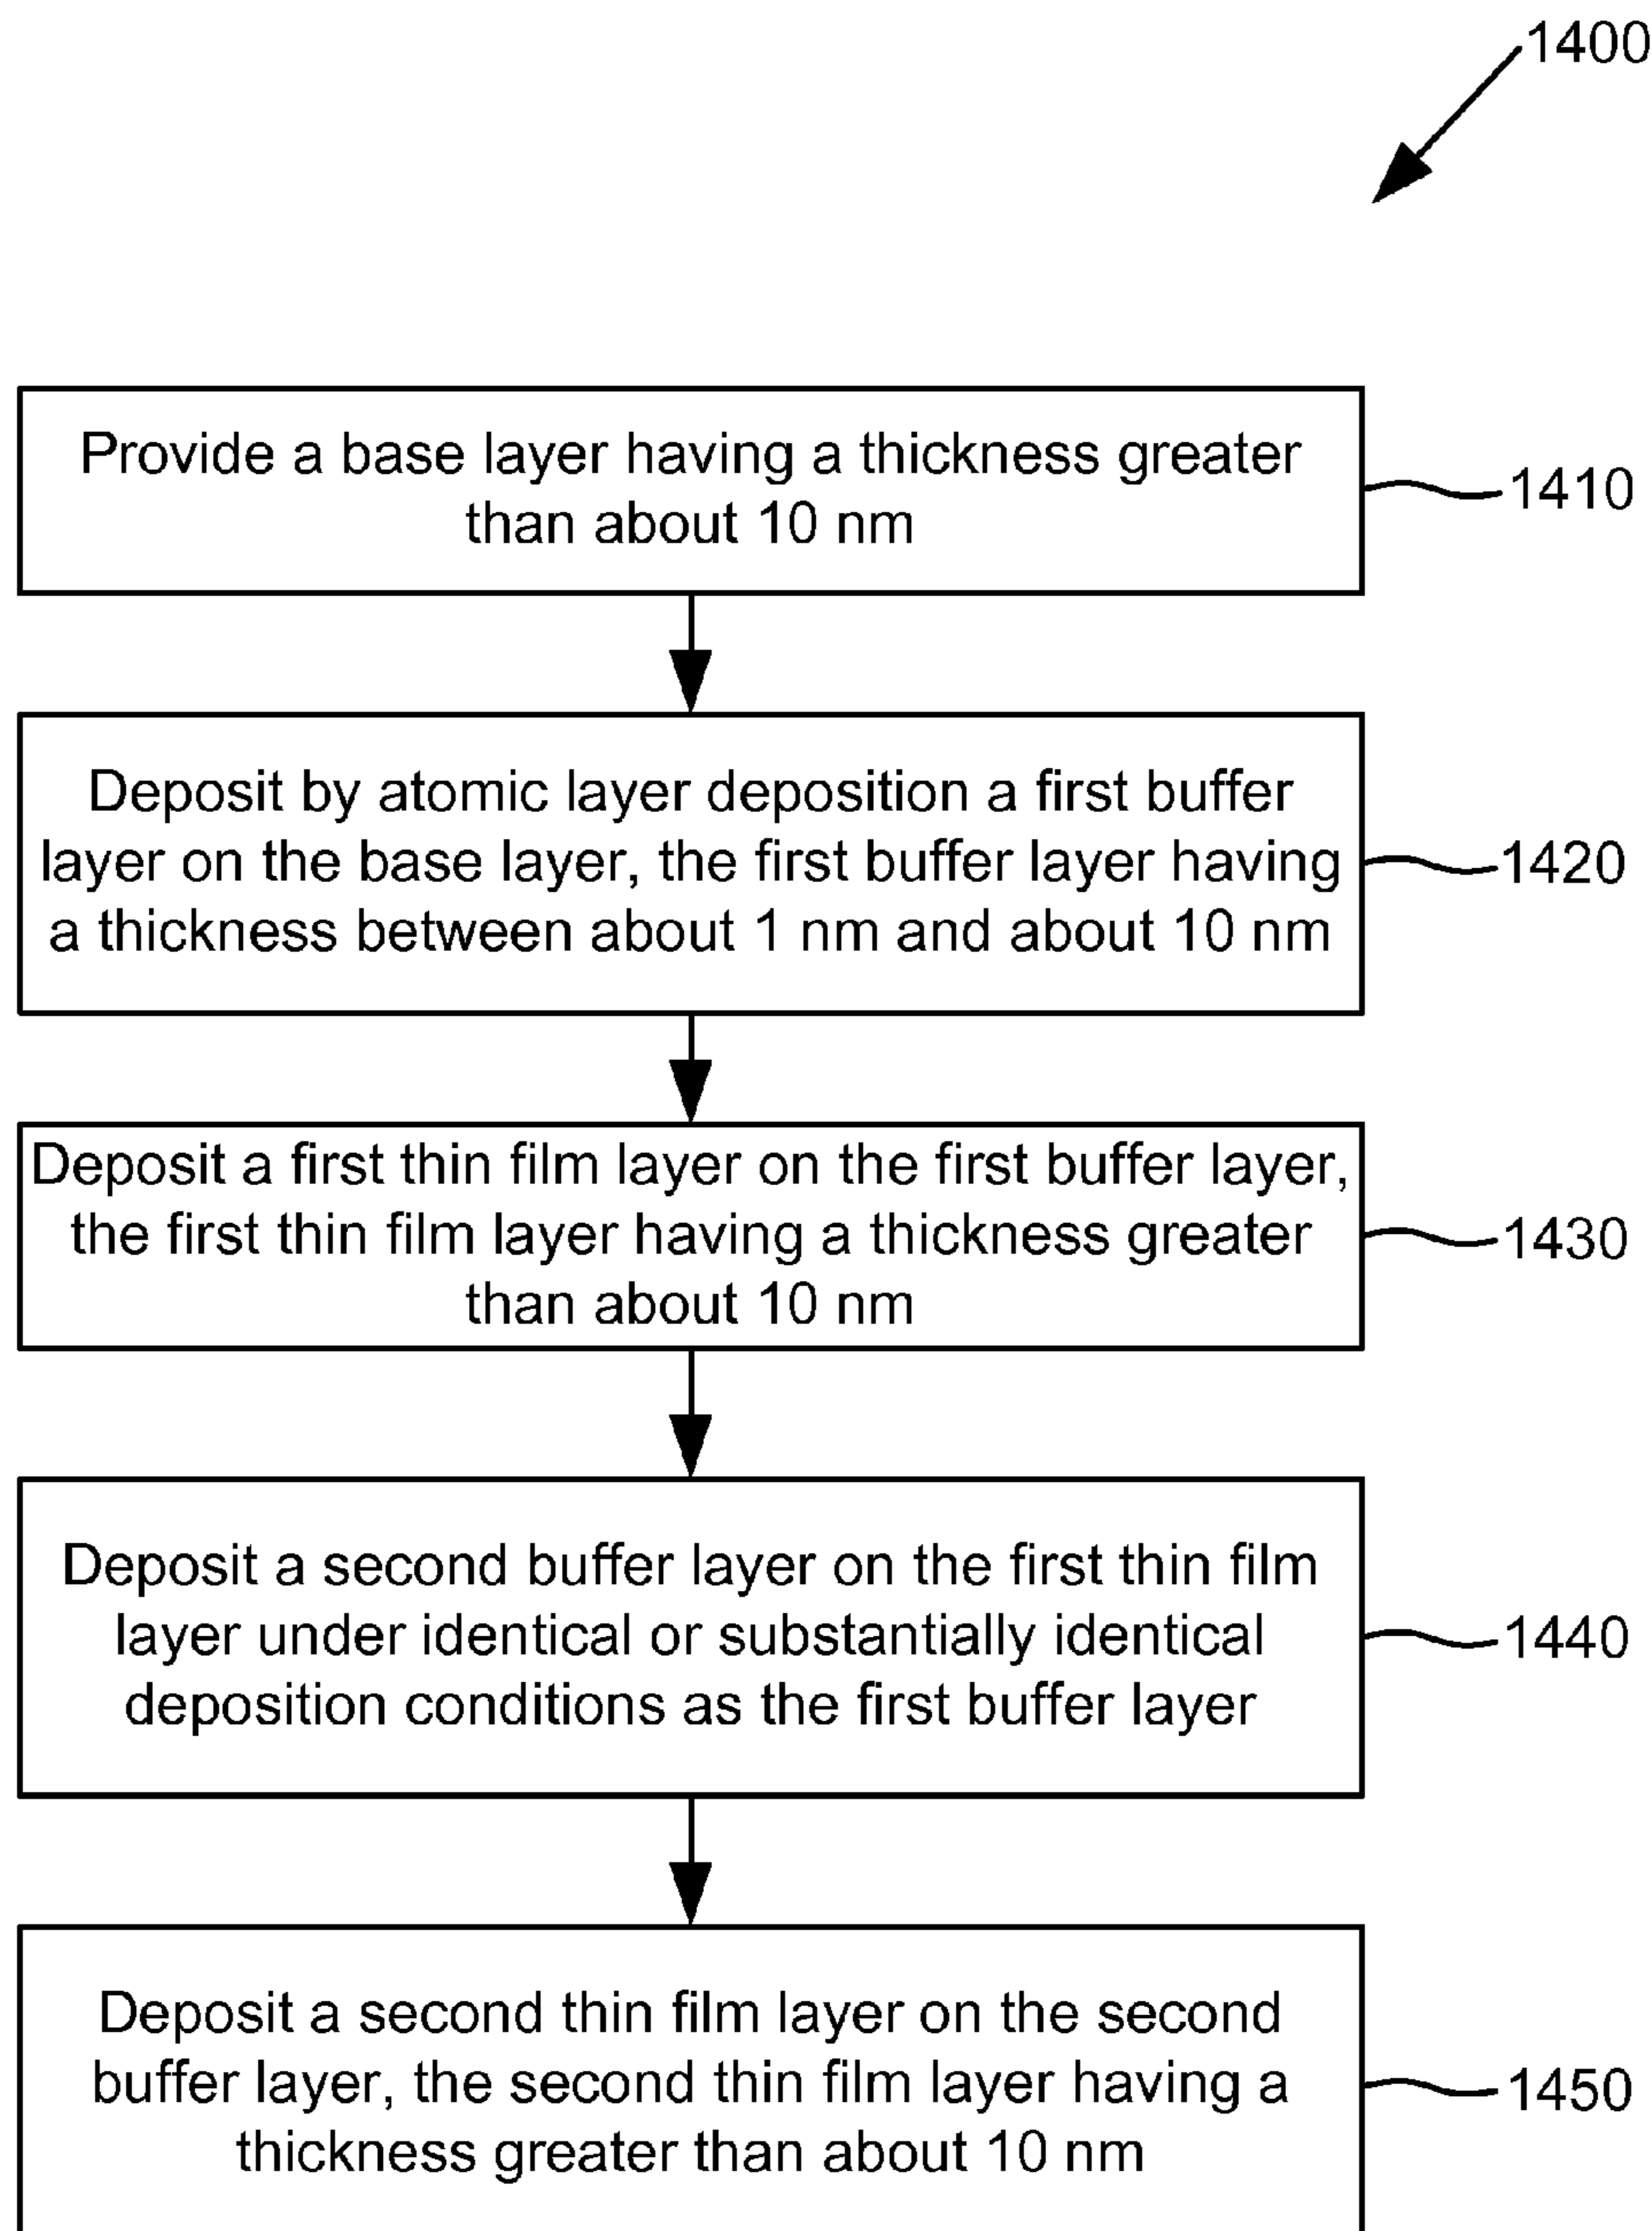 1400
Provide a base layer having a thickness greater
than about 10 nm
1410
Deposit by atomic layer deposition a first buffer
layer on the base layer, the first buffer layer having
a thickness between about 1 nm and about 10 nm
1420
Deposit a first thin film layer on the first buffer layer,
the first thin film layer having a thickness greater
than about 10 nm
1430
Deposit a second buffer layer on the first thin film
layer under identical or substantially identical
deposition conditions as the first buffer layer
1440
Deposit a second thin film layer on the second
buffer layer, the second thin film layer having a
thickness greater than about 10 nm
1450